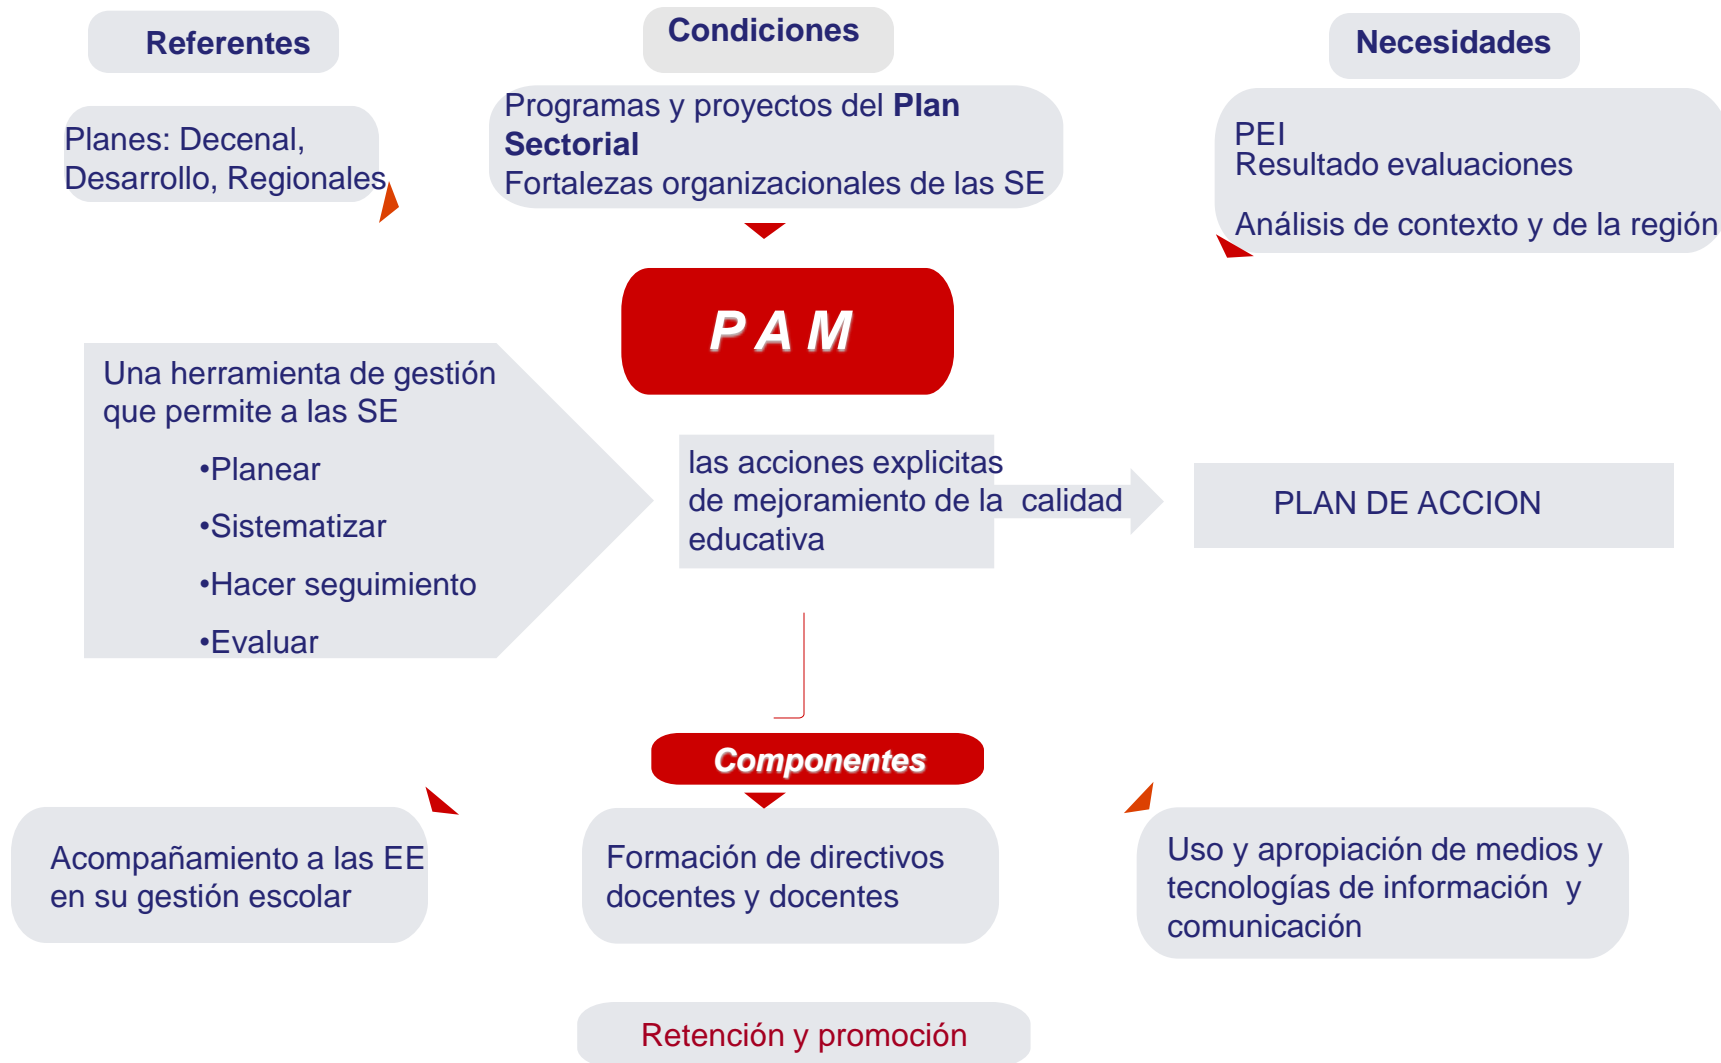 Referentes
Condiciones
Necesidades
Planes: Decenal,
Desarrollo, Regionales
Programas y proyectos del Plan
Sectorial
Fortalezas organizacionales de las SE
PEI
Resultado evaluaciones
Análisis de contexto y de la región
P A M
Una herramienta de gestión
que permite a las SE
•Planear
•Sistematizar
•Hacer seguimiento
•Evaluar
las acciones explicitas
de mejoramiento de la calidad
educativa
PLAN DE ACCION
Componentes
Acompañamiento a las EE
en su gestión escolar
Formación de directivos
docentes y docentes
Uso y apropiación de medios y
tecnologías de información y
comunicación
Retención y promoción